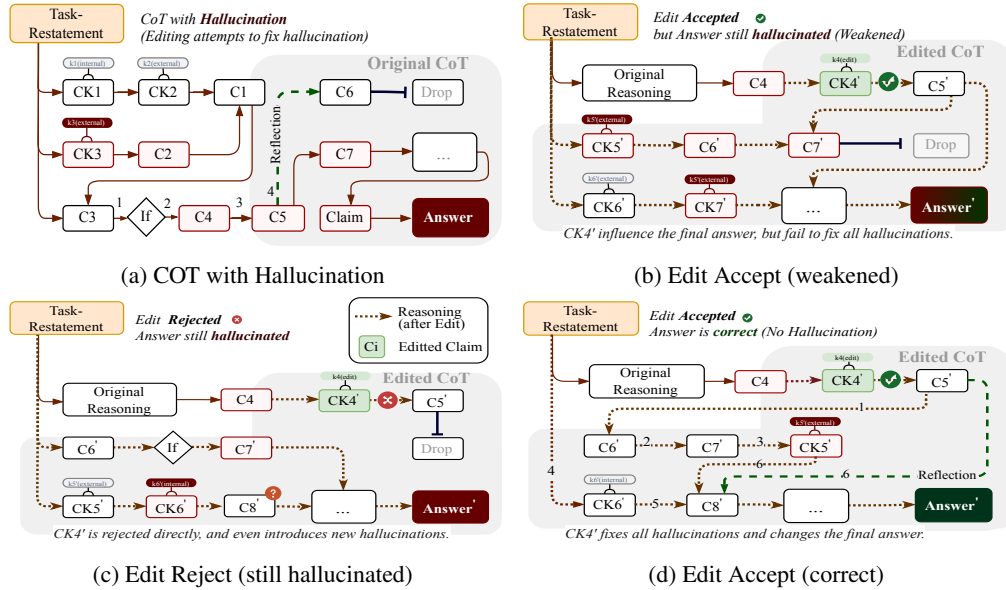 Task-
Restatement
CoT with Hallucination
(Editing attempts to fix hallucination)
Original CoT
k1(internal)
k2(external)
CK1
CK2
C1
C6
Drop
k3(external)
CK3
C2
Reflection
C7
...
4
C3
1
If
2
C4
3
C5
Claim
Answer
(a) COT with Hallucination
Task-
Restatement
Edit Accepted
but Answer still hallucinated (Weakened)
Edited CoT
k4(edit)
Original
Reasoning
C4
CK4'
C5'
k5'(external)
CK5'
C6'
C7'
Drop
k6'(external)
k5'(external)
CK6'
CK7'
...
Answer'
CK4' influence the final answer, but fail to fix all hallucinations.
(b) Edit Accept (weakened)
Task-
Restatement
Edit Rejected
Answer still hallucinated
Reasoning
(after Edit)
Ci
Editted Claim
Edited CoT
k4(edit)
Original
Reasoning
C4
CK4'
C5'
C6'
If
C7'
Drop
k5'(external)
k6'(internal)
CK5'
CK6'
C8'
?
...
Answer'
CK4' is rejected directly, and even introduces new hallucinations.
(c) Edit Reject (still hallucinated)
Task-
Restatement
Edit Accepted
Answer is correct (No Hallucination)
Edited CoT
k4(edit)
Original
Reasoning
C4
CK4'
C5'
1
k5'(external)
C6'
2
C7'
3
CK5'
4
6
6
Reflection
k6'(internal)
CK6'
5
C8'
...
Answer'
CK4' fixes all hallucinations and changes the final answer.
(d) Edit Accept (correct)